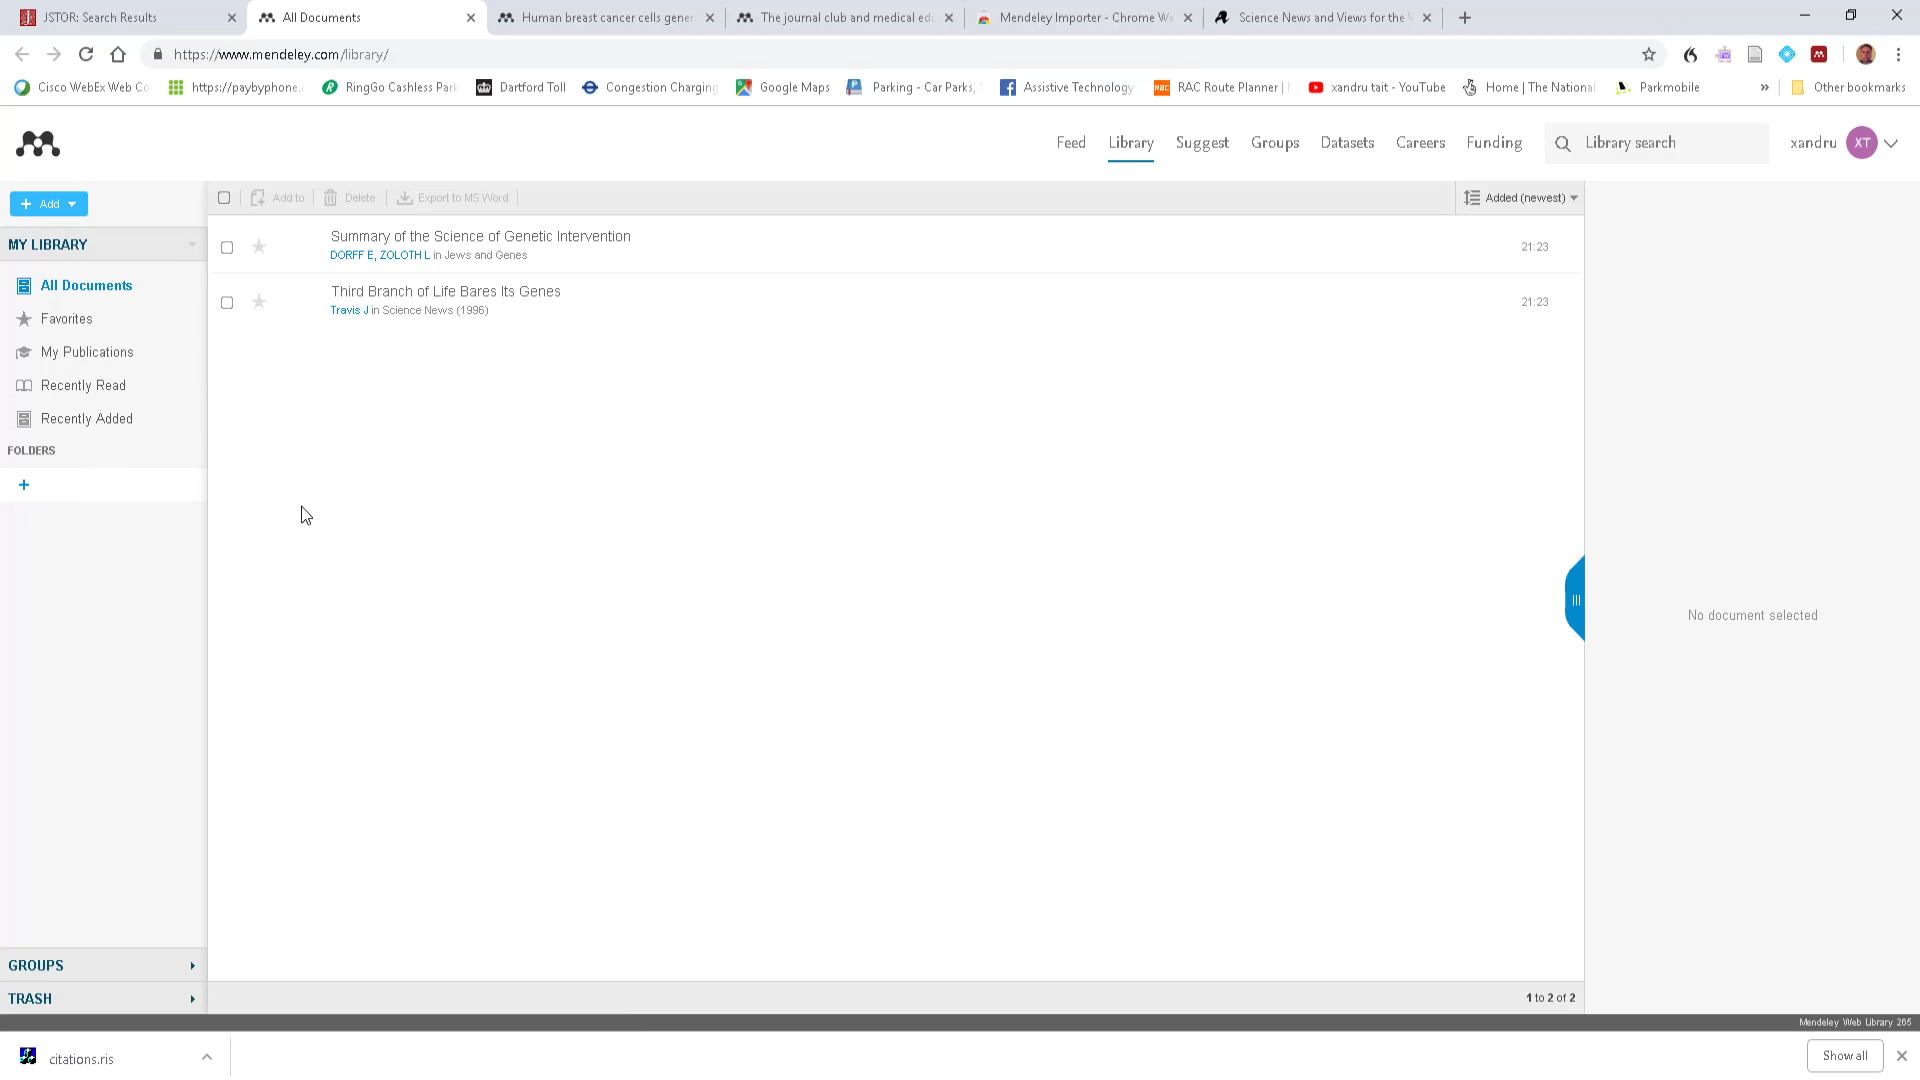 JSTOR: Search Results
All Documents
Human breast cancer cells gener
The journal club and medical edu
Mendeley Importer - Chrome We
Science News and Views for the V
https://www.mendeley.com/library/
Cisco WebEx Web Co
https://paybyphone.
RingGo Cashless Park
Dartford Toll
Congestion Charging
Google Maps
Parking - Car Parks,
Assistive Technology
RAC Route Planner |
xandru tait - YouTube
Home | The National
Parkmobile
»
Other bookmarks
Feed
Library
Suggest
Groups
Datasets
Careers
Funding
Library search
xandru
XT
+ Add
Add to
Delete
Export to MS Word
Added (newest)
MY LIBRARY
All Documents
Favorites
My Publications
Recently Read
Recently Added
FOLDERS
+
Summary of the Science of Genetic Intervention
DORFF E, ZOLOTH L in Jews and Genes
21:23
Third Branch of Life Bares Its Genes
Travis J in Science News (1996)
21:23
No document selected
GROUPS
TRASH
1 to 2 of 2
Mendeley Web Library 265
citations.ris
Show all